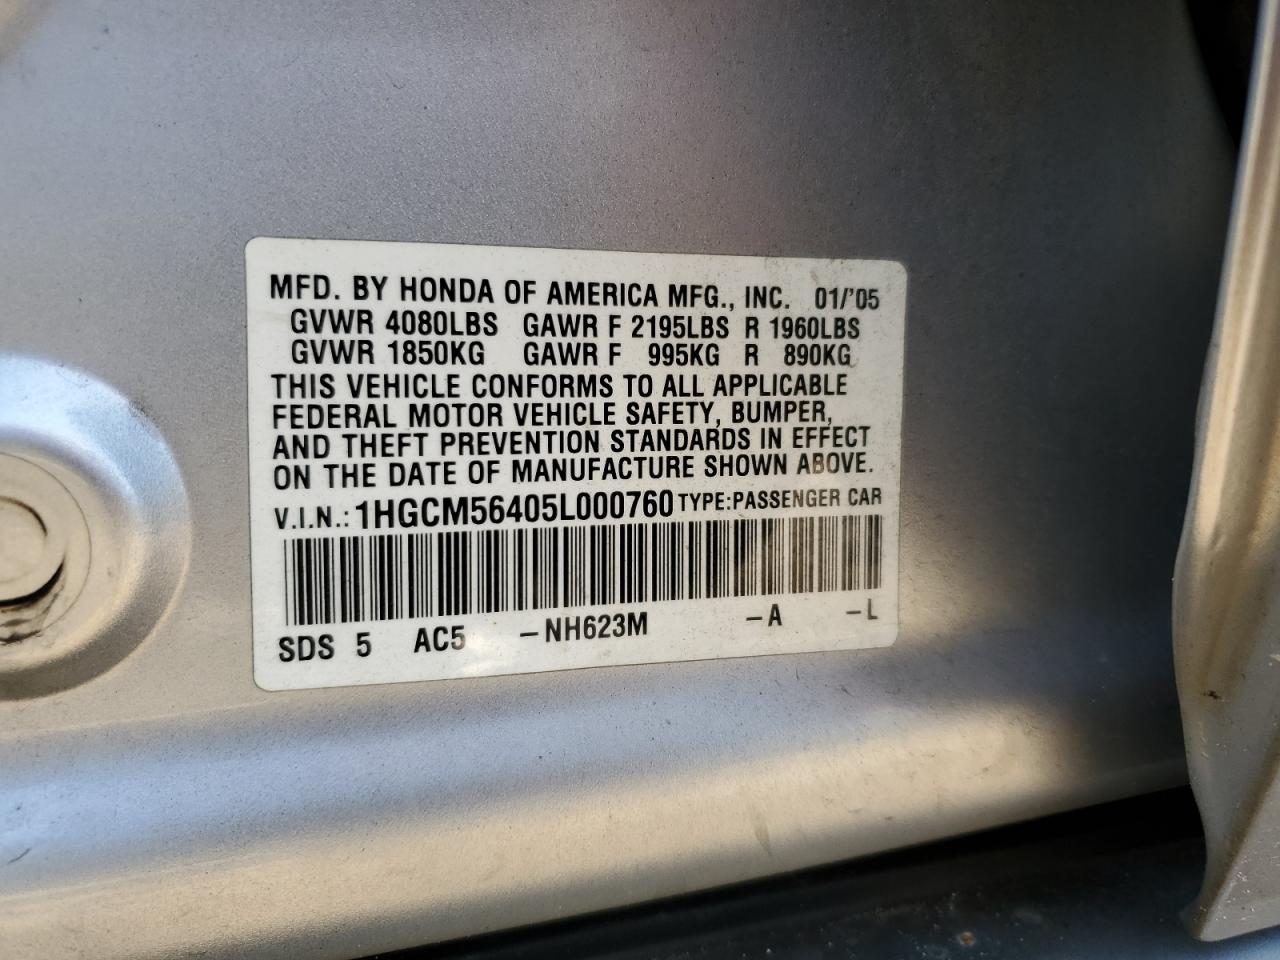 MFD. BY HONDA OF AMERICA MFG., INC. 01/'05
GVWR 4080LBS GAWR F 2195LBS R 1960LBS
GVWR 1850KG GAWR F 995KG R 890KG
THIS VEHICLE CONFORMS TO ALL APPLICABLE
FEDERAL MOTOR VEHICLE SAFETY, BUMPER,
AND THEFT PREVENTION STANDARDS IN EFFECT
ON THE DATE OF MANUFACTURE SHOWN ABOVE.
V.I.N.: 1HGCM56405L000760 TYPE:PASSENGER CAR
SDS 5 AC5 -NH623M -A -L